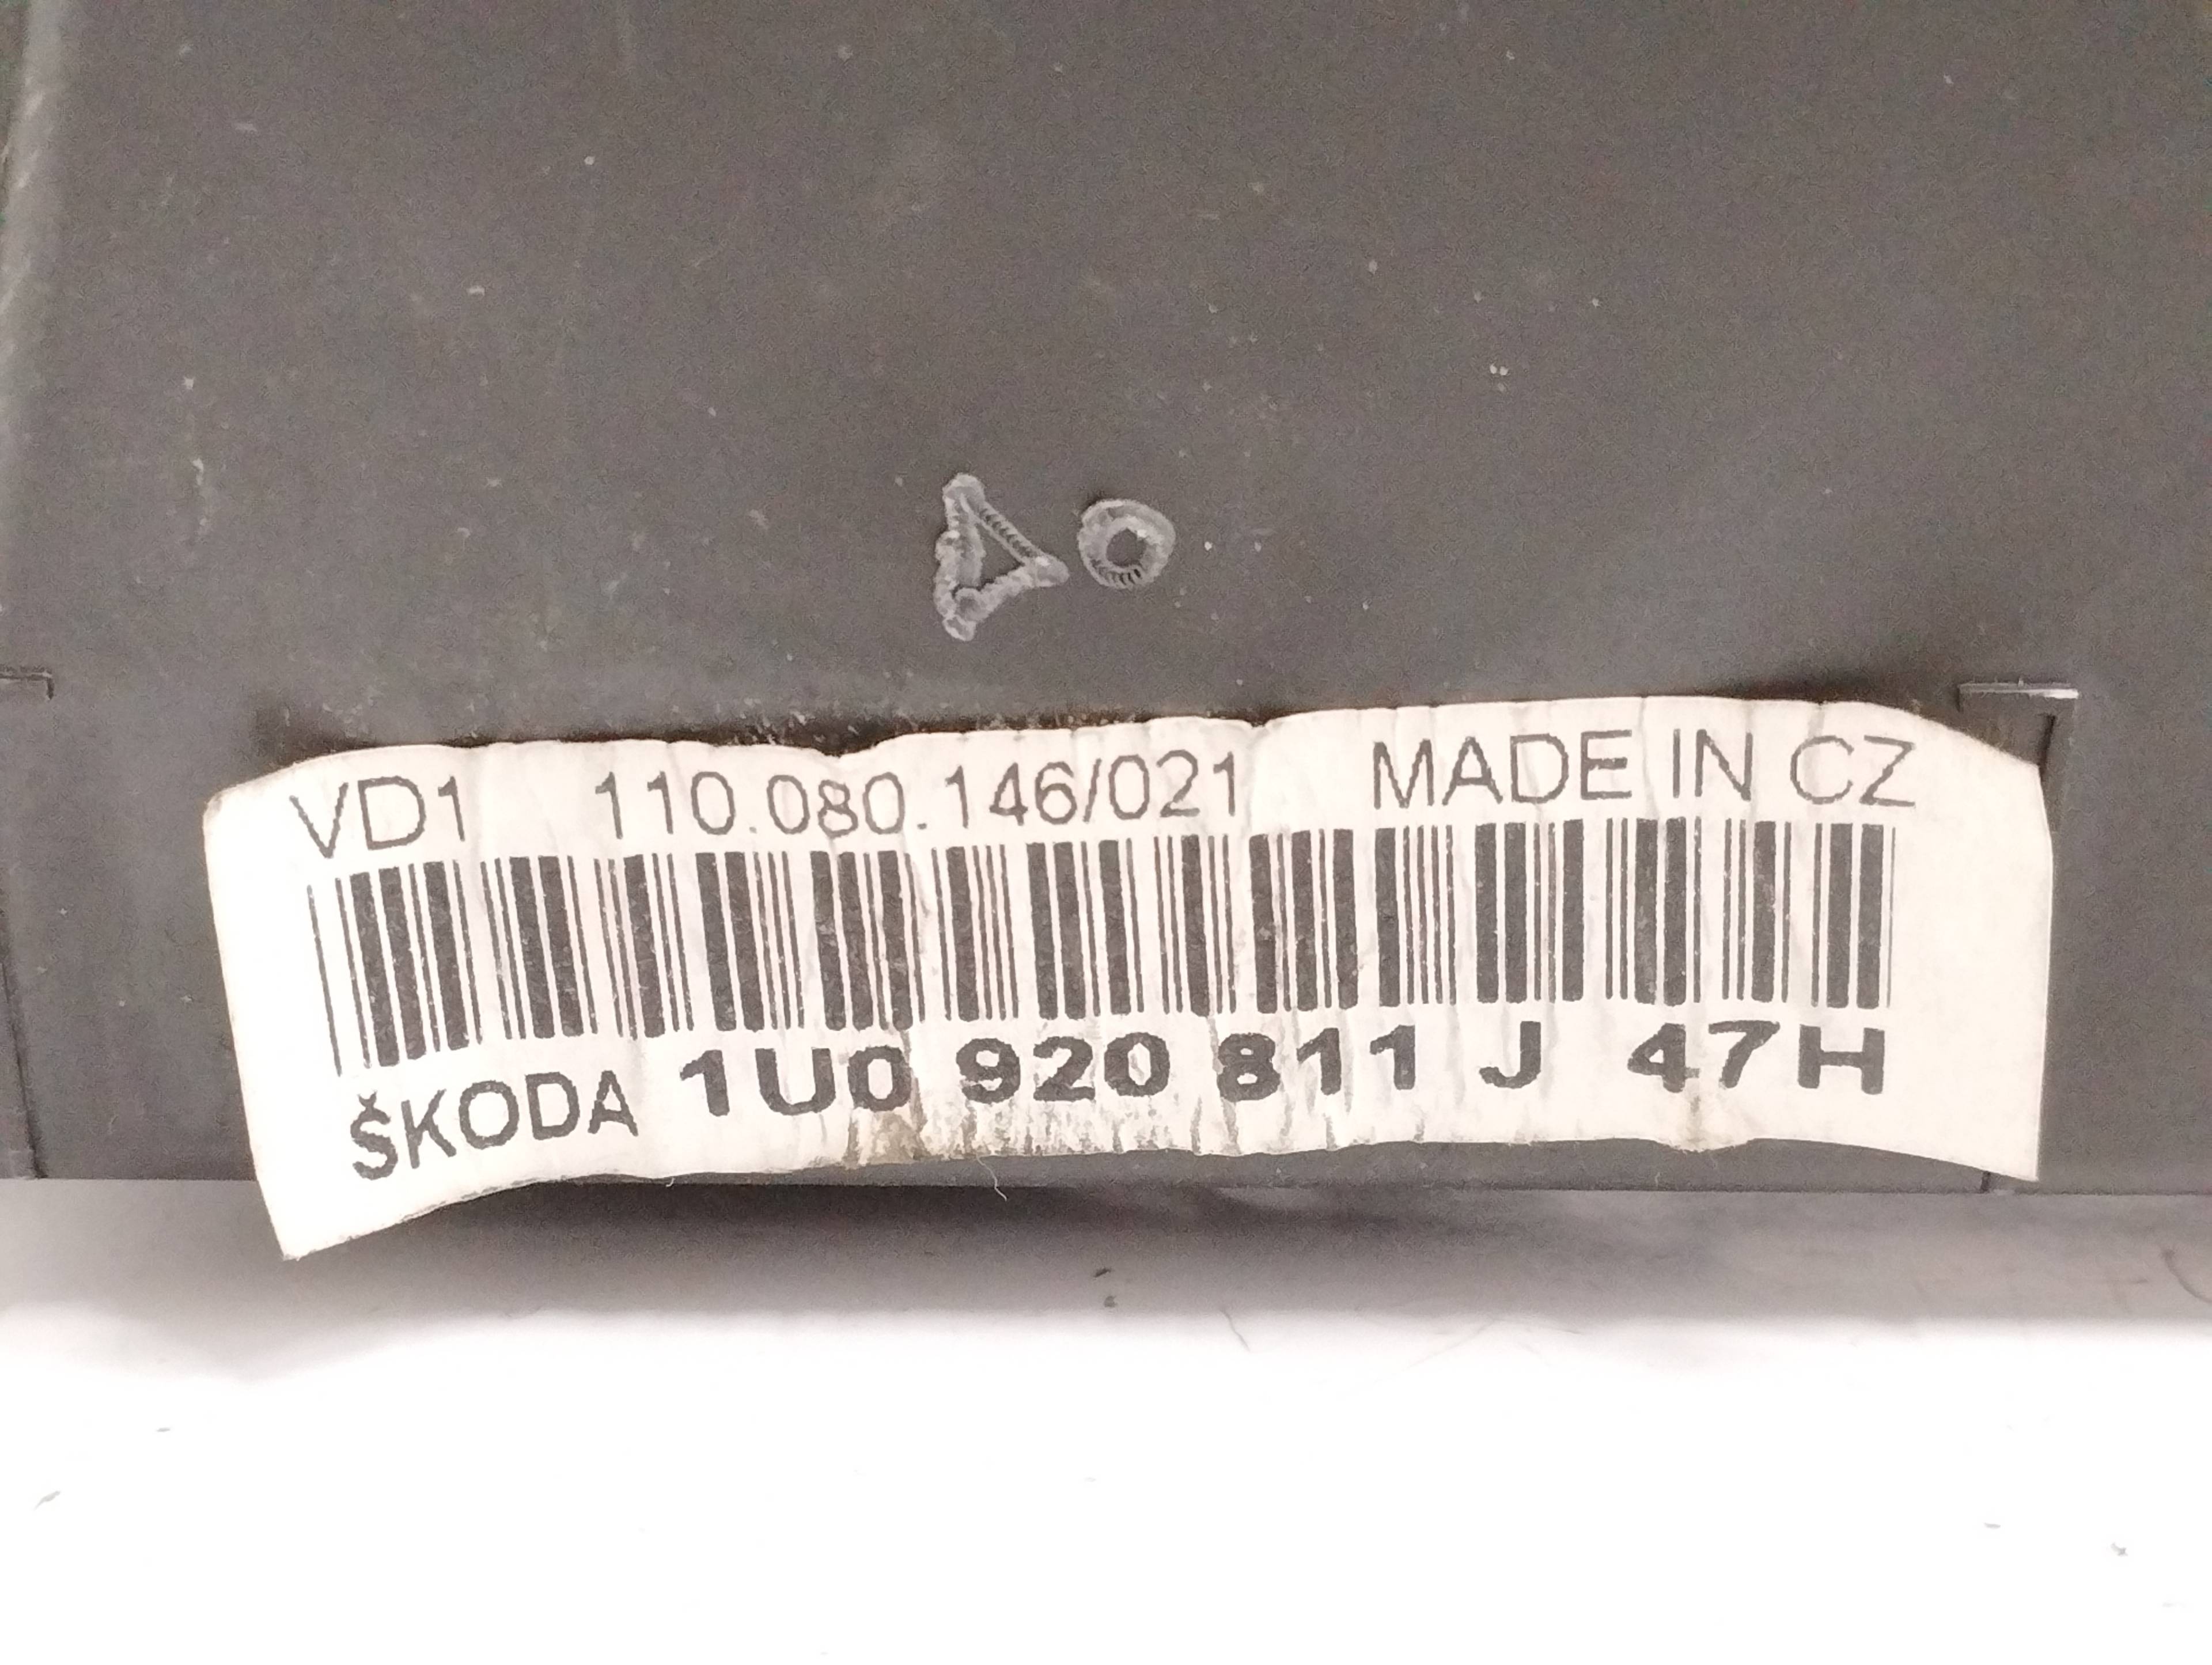 VD1 110.080.146/021 MADE IN CZ
ŠKODA 1U0 920 811 J 47H